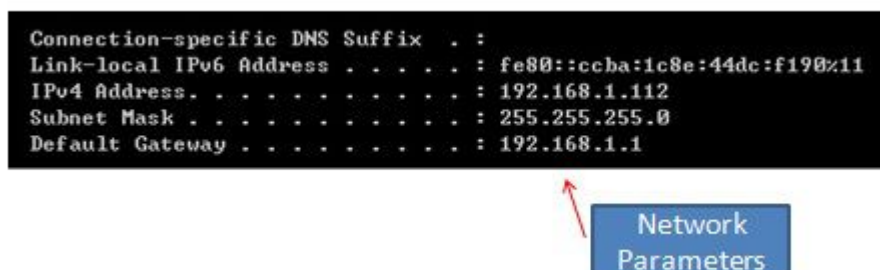 Connection-specific DNS Suffix . :
Link-local IPv6 Address . . . . . : fe80::ccba:1c8e:44dc:f190%11
IPv4 Address. . . . . . . . . . . : 192.168.1.112
Subnet Mask . . . . . . . . . . . : 255.255.255.0
Default Gateway . . . . . . . . . : 192.168.1.1
Network
Parameters